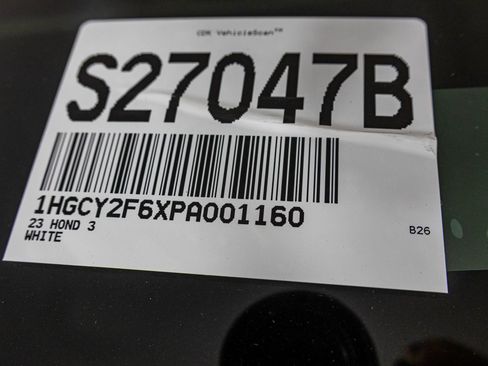 CDK VehicleScan™
S27047B
1HGCY2F6XPA001160
23 HOND 3
WHITE
B26